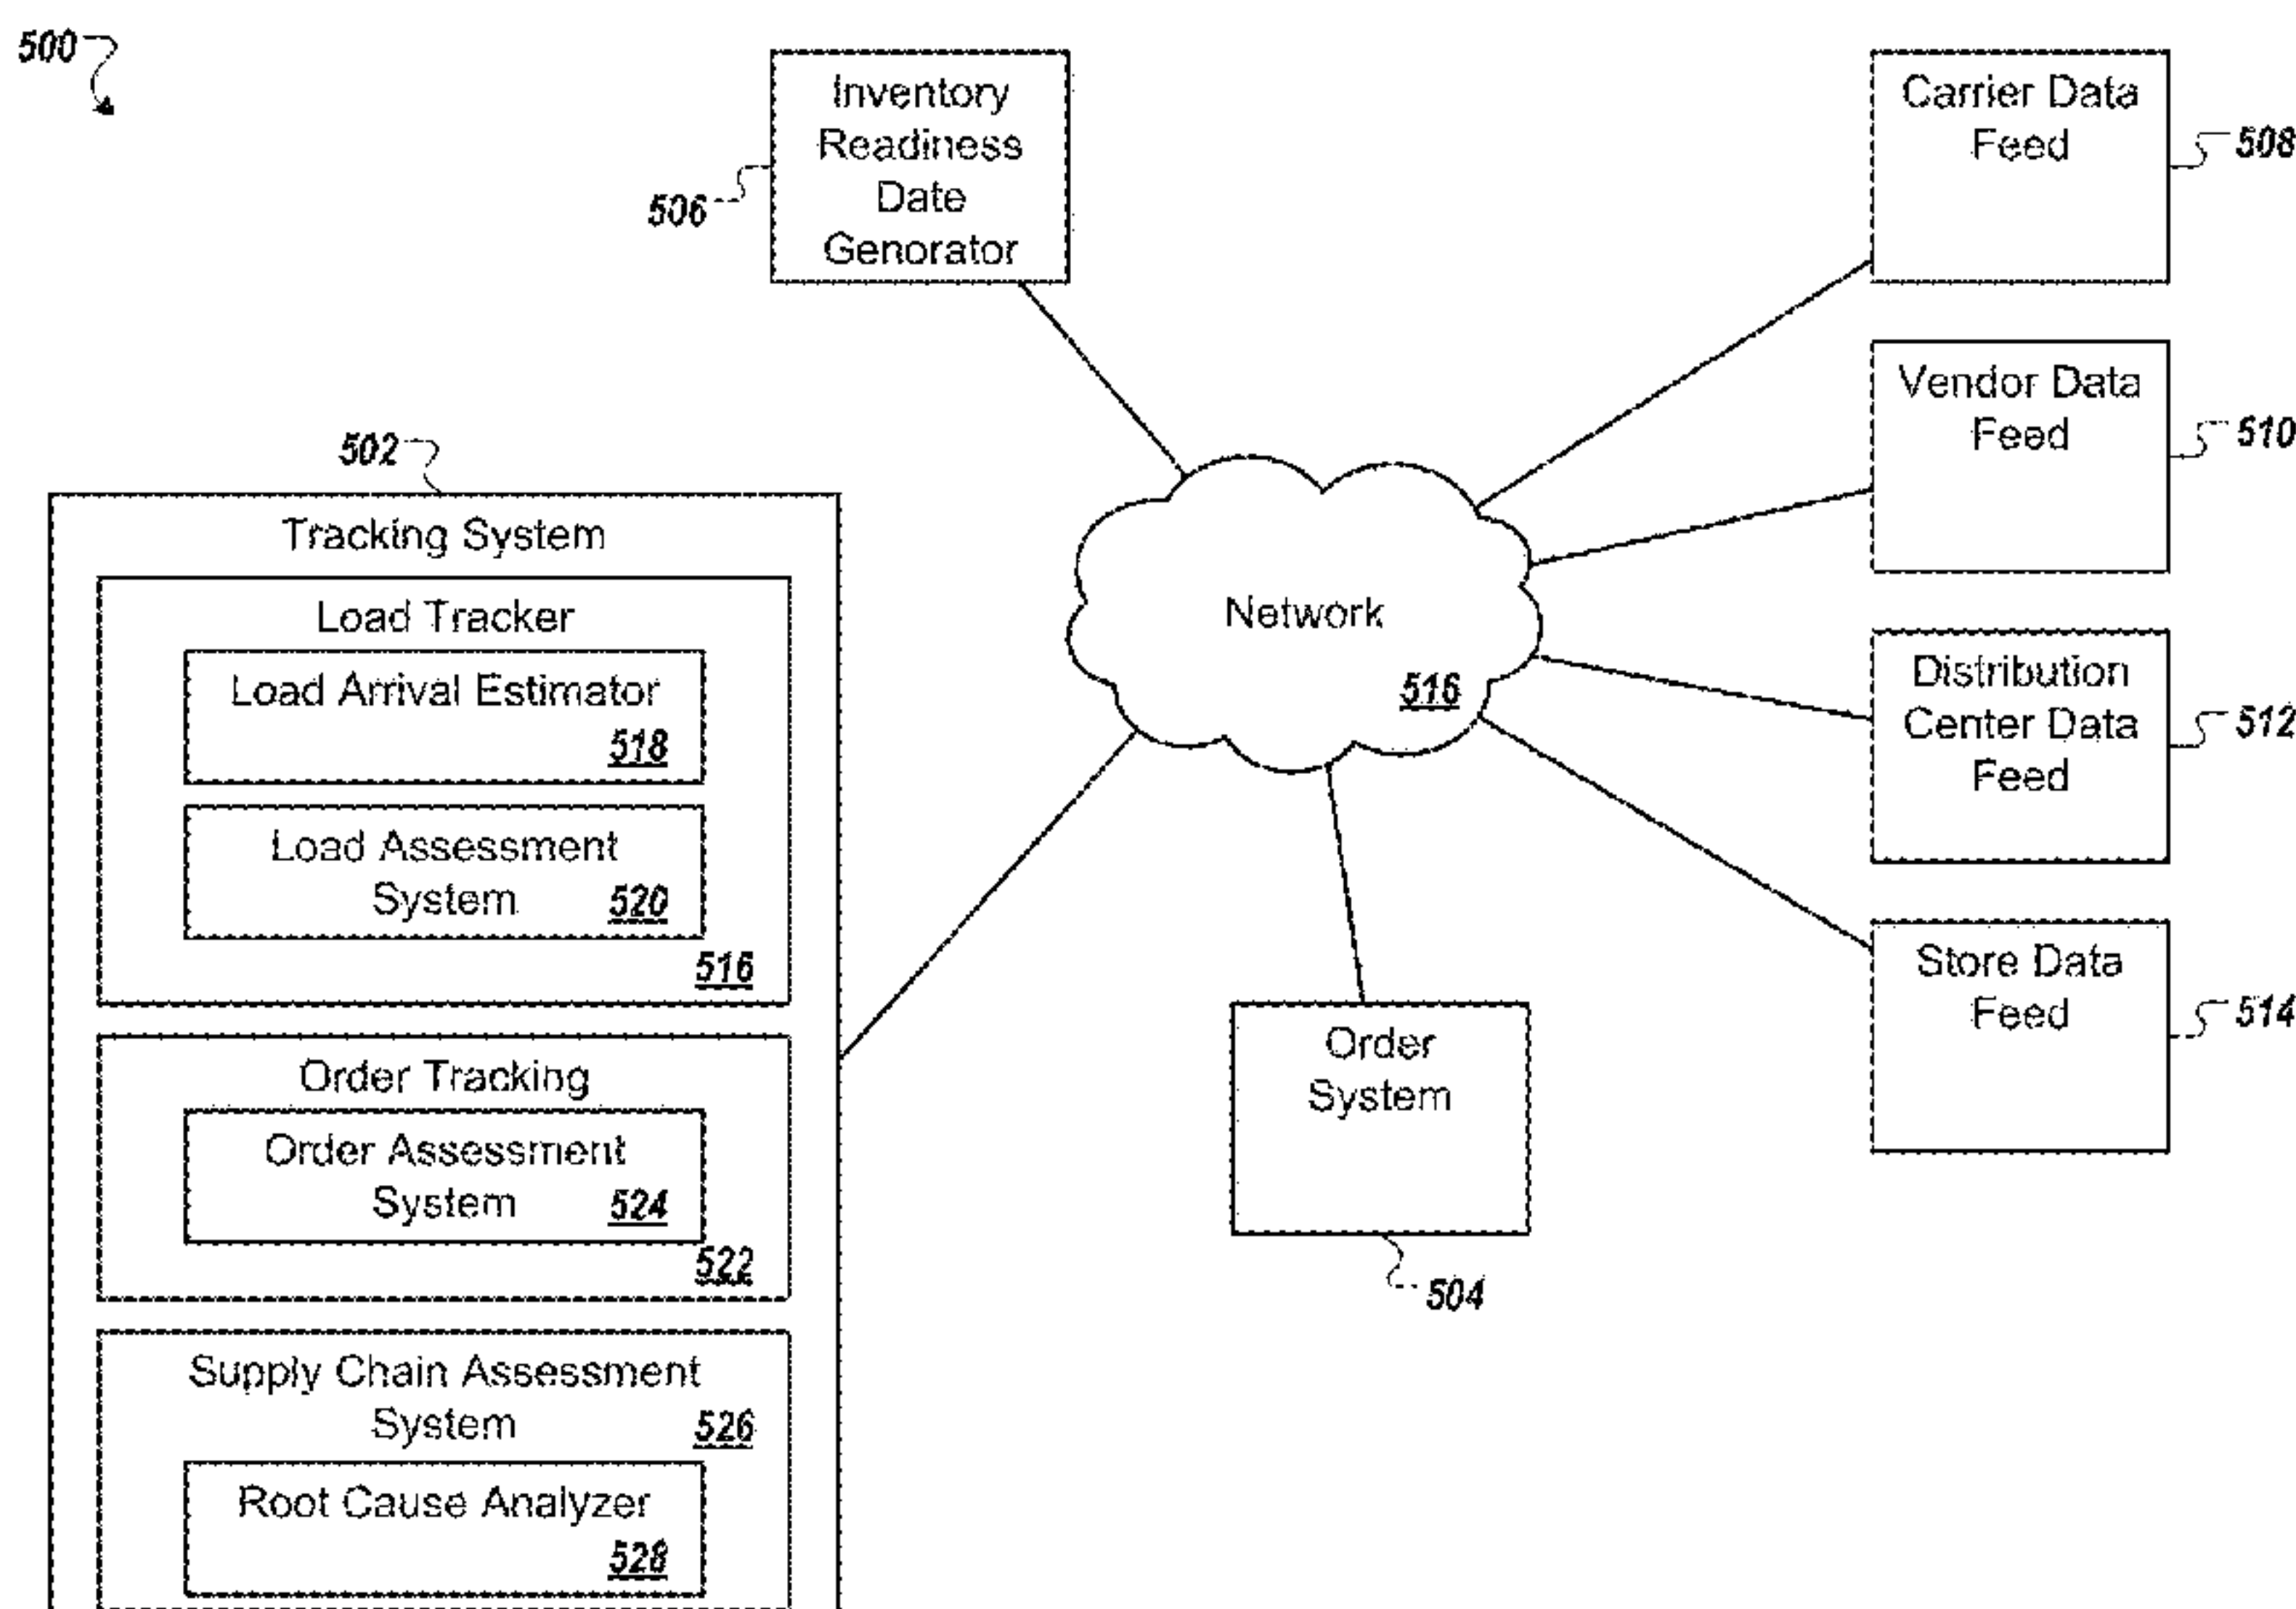 500
Inventory
Readiness
Date
Genorator
506
Carrier Data
Feed
508
Vendor Data
Feed
510
Distribution
Center Data
Feed
512
Store Data
Feed
514
Network
516
Order
System
504
502
Tracking System
Load Tracker
Load Arrival Estimator
518
Load Assessment
System 520
516
Order Tracking
Order Assessment
System 524
522
Supply Chain Assessment
System 526
Root Cause Analyzer
528